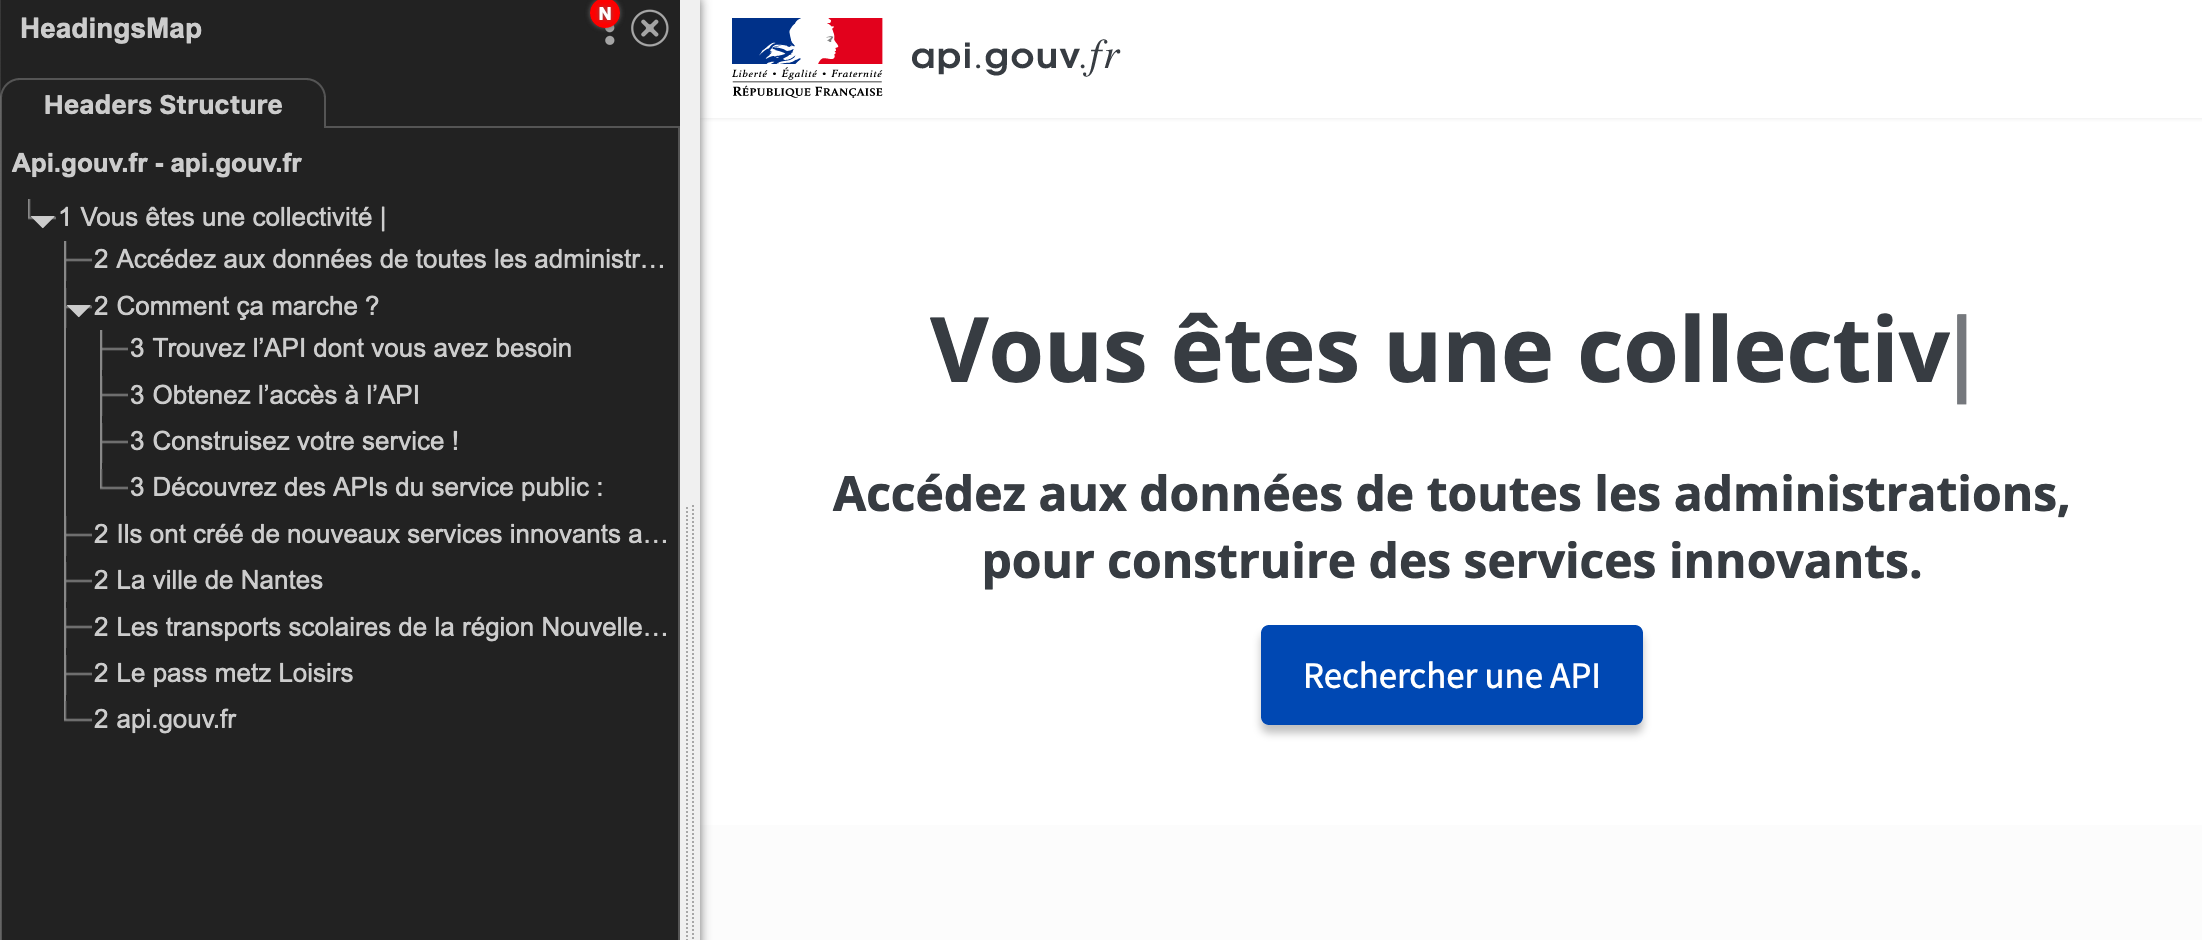 HeadingsMap
N
Headers Structure
Api.gouv.fr - api.gouv.fr
1 Vous êtes une collectivité |
2 Accédez aux données de toutes les administr…
2 Comment ça marche ?
3 Trouvez l’API dont vous avez besoin
3 Obtenez l’accès à l’API
3 Construisez votre service !
3 Découvrez des APIs du service public :
2 Ils ont créé de nouveaux services innovants a…
2 La ville de Nantes
2 Les transports scolaires de la région Nouvelle…
2 Le pass metz Loisirs
2 api.gouv.fr
Liberté • Égalité • Fraternité
RÉPUBLIQUE FRANÇAISE
api.gouv.fr
Vous êtes une collectiv|
Accédez aux données de toutes les administrations,
pour construire des services innovants.
Rechercher une API